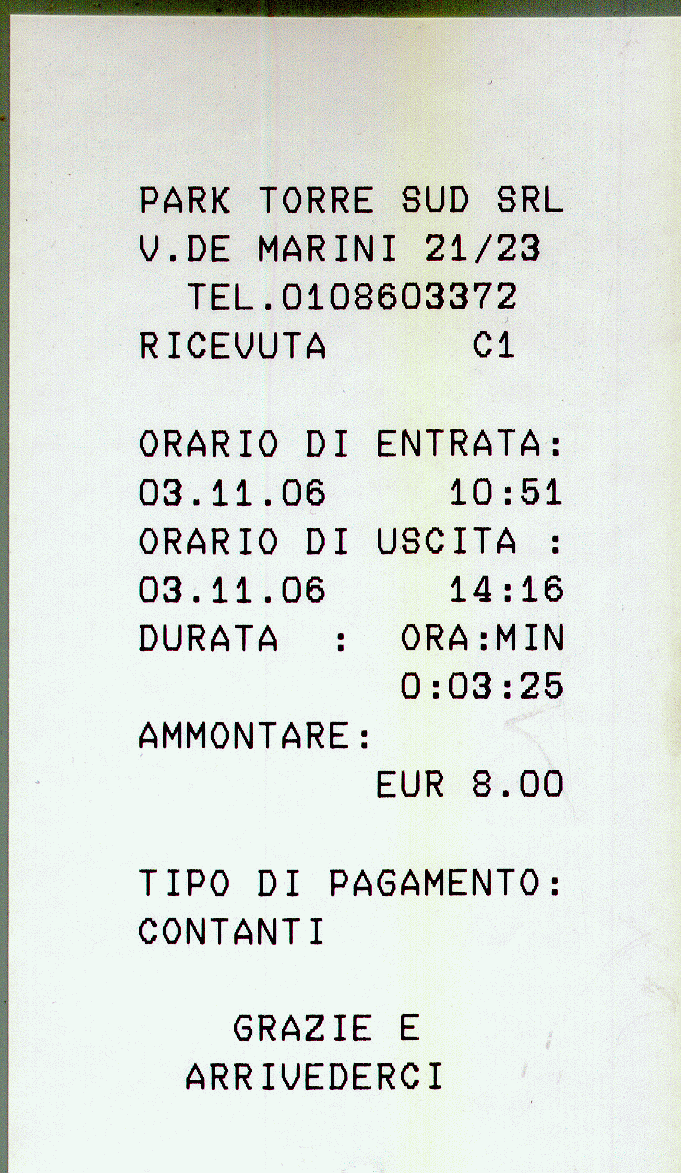 PARK TORRE SUD SRL
V.DE MARINI 21/23
TEL.0108603372
RICEVUTA C1
ORARIO DI ENTRATA:
03.11.06 10:51
ORARIO DI USCITA :
03.11.06 14:16
DURATA : ORA:MIN
0:03:25
AMMONTARE:
EUR 8.00
TIPO DI PAGAMENTO:
CONTANTI
GRAZIE E
ARRIVEDERCI